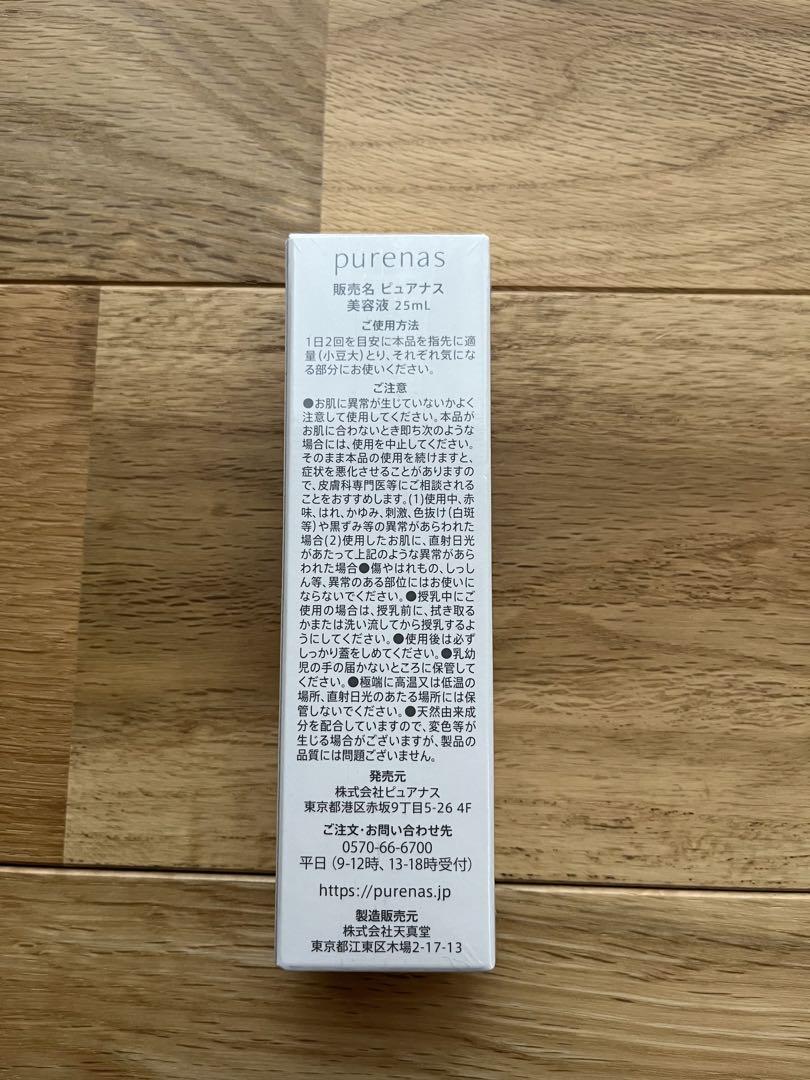 purenas
販売名 ピュアナス
美容液 25mL
ご使用方法
1日2回を目安に本品を指先に適
量(小豆大)とり、それぞれ気にな
る部分にお使いください。
ご注意
●お肌に異常が生じていないかよく
注意して使用してください。本品が
お肌に合わないとき即ち次のような
場合には、使用を中止してください。
そのまま本品の使用を続けますと、
症状を悪化させることがありますの
で、皮膚科専門医等にご相談される
ことをおすすめします。(1)使用中、赤
味、はれ、かゆみ、刺激、色抜け(白斑
等)や黒ずみ等の異常があらわれた
場合(2)使用したお肌に、直射日光
があたって上記のような異常があら
われた場合●傷やはれもの、しっし
ん等、異常のある部位にはお使いに
ならないでください。●授乳中にご
使用の場合は、授乳前に、拭き取る
かまたは洗い流してから授乳するよ
うにしてください。●使用後は必ず
しっかり蓋をしめてください。●乳幼
児の手の届かないところに保管して
ください。●極端に高温又は低温の
場所、直射日光のあたる場所には保
管しないでください。●天然由来成
分を配合していますので、変色等が
生じる場合がございますが、製品の
品質には問題ございません。
発売元
株式会社ピュアナス
東京都港区赤坂9丁目5-26 4F
ご注文・お問い合わせ先
0570-66-6700
平日(9-12時、13-18時受付)
https://purenas.jp
製造販売元
株式会社天真堂
東京都江東区木場2-17-13